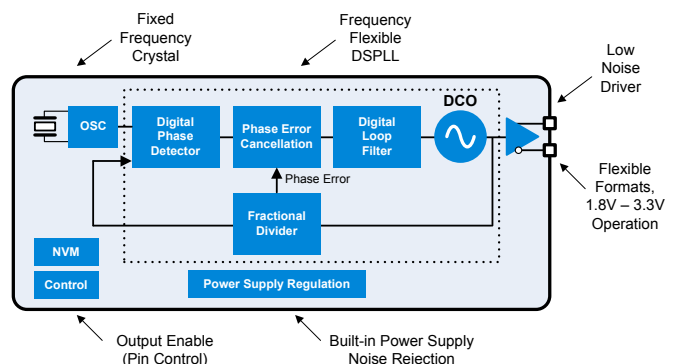 Fixed
Frequency
Crystal
Frequency
Flexible
DSPLL
Low
Noise
Driver
OSC
Digital
Phase
Detector
Phase Error
Cancellation
Digital
Loop
Filter
DCO
Phase Error
Fractional
Divider
Flexible
Formats,
1.8V – 3.3V
Operation
NVM
Control
Power Supply Regulation
Output Enable
(Pin Control)
Built-in Power Supply
Noise Rejection